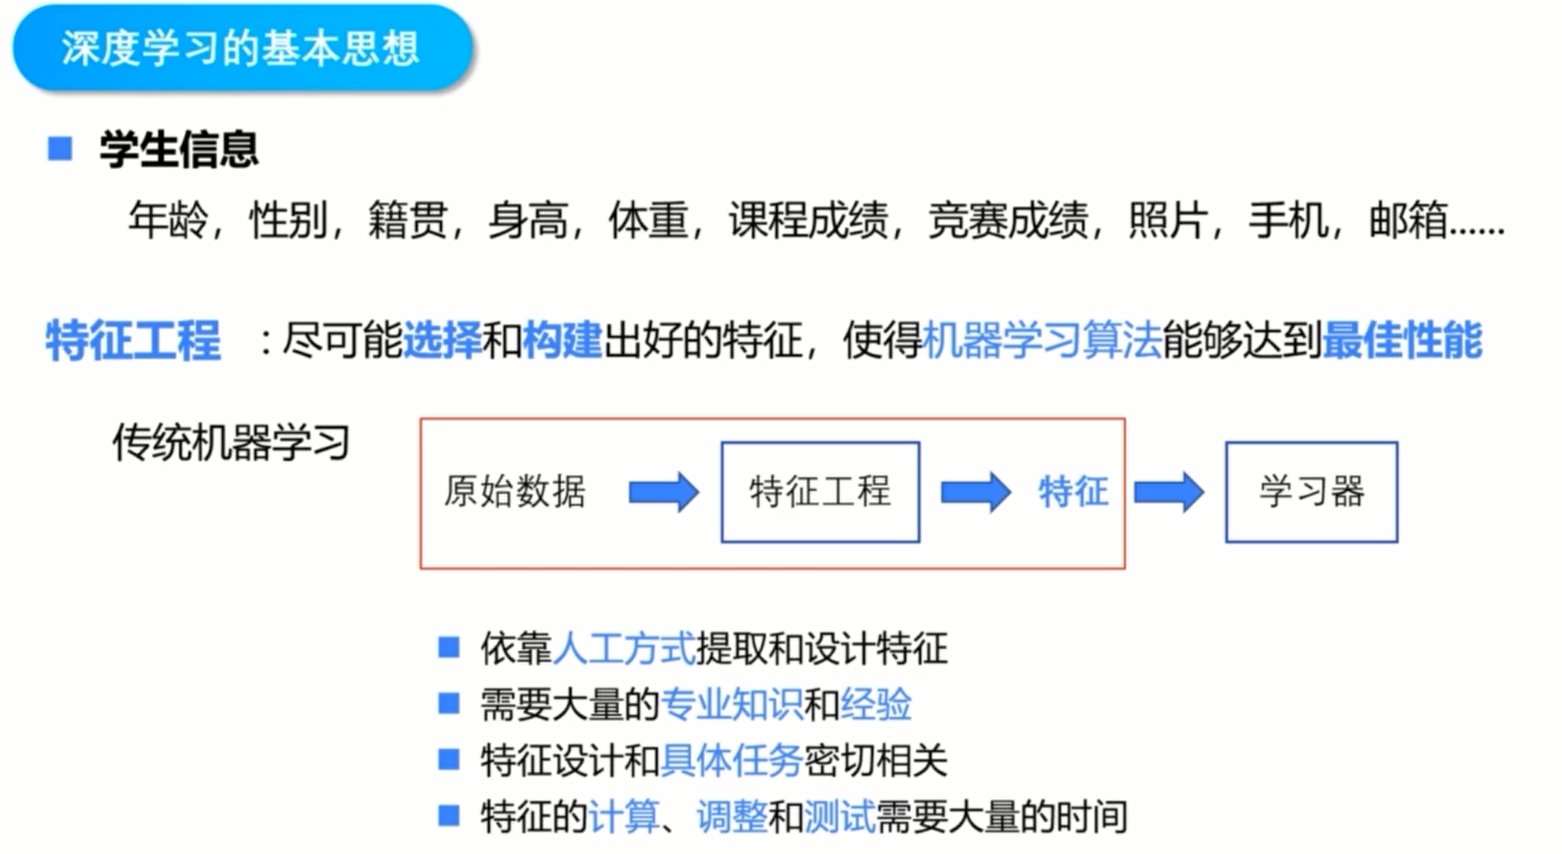 深度学习的基本思想
学生信息
年龄，性别，籍贯，身高，体重，课程成绩，竞赛成绩，照片，手机，邮箱……
特征工程 ：尽可能选择和构建出好的特征，使得机器学习算法能够达到最佳性能
传统机器学习
原始数据 特征工程 特征 学习器
依靠人工方式提取和设计特征
需要大量的专业知识和经验
特征设计和具体任务密切相关
特征的计算、调整和测试需要大量的时间